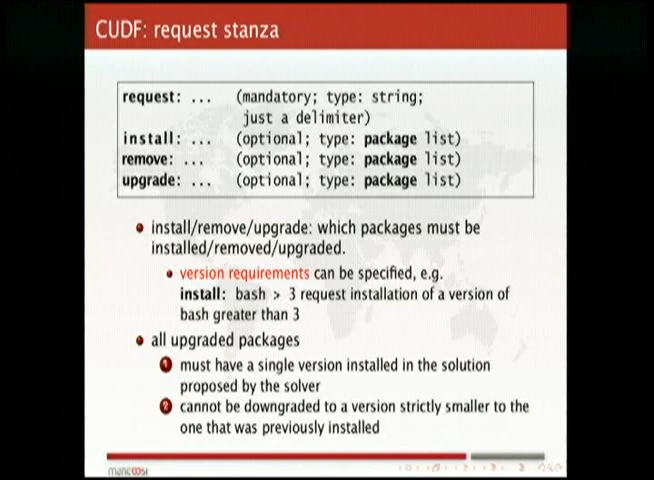 CUDF: request stanza
request: ... (mandatory; type: string;
just a delimiter)
install: ... (optional; type: package list)
remove: ... (optional; type: package list)
upgrade: ... (optional; type: package list)
install/remove/upgrade: which packages must be
installed/removed/upgraded.
version requirements can be specified, e.g.
install: bash > 3 request installation of a version of
bash greater than 3
all upgraded packages
1 must have a single version installed in the solution
proposed by the solver
2 cannot be downgraded to a version strictly smaller to the
one that was previously installed
mancoosi